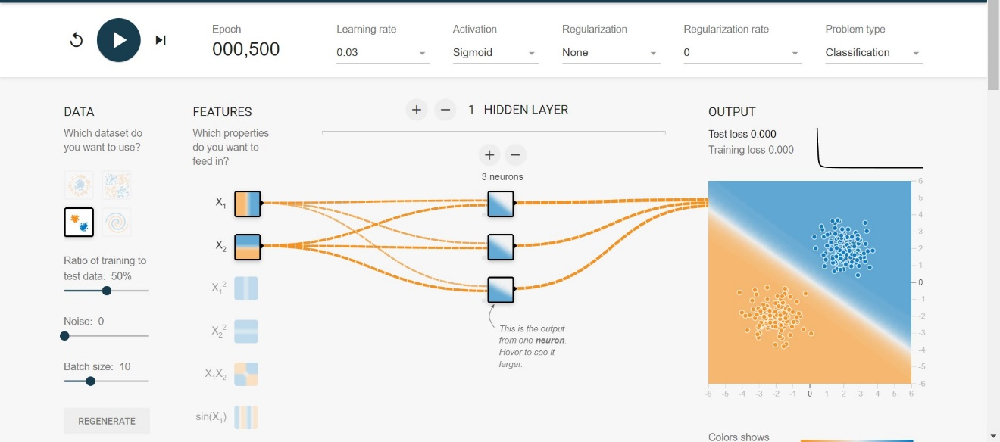 Epoch
000,500
Learning rate
0.03
Activation
Sigmoid
Regularization
None
Regularization rate
0
Problem type
Classification
DATA
Which dataset do
you want to use?
Ratio of training to
test data: 50%
Noise: 0
Batch size: 10
REGENERATE
FEATURES
Which properties
do you want to
feed in?
X₁
X₂
X₁²
X₂²
X₁X₂
sin(X₁)
+ − 1 HIDDEN LAYER
+ −
3 neurons
This is the output
from one neuron.
Hover to see it
larger.
OUTPUT
Test loss 0.000
Training loss 0.000
6
5
4
3
2
1
0
-1
-2
-3
-4
-5
-6
-6 -5 -4 -3 -2 -1 0 1 2 3 4 5 6
Colors shows